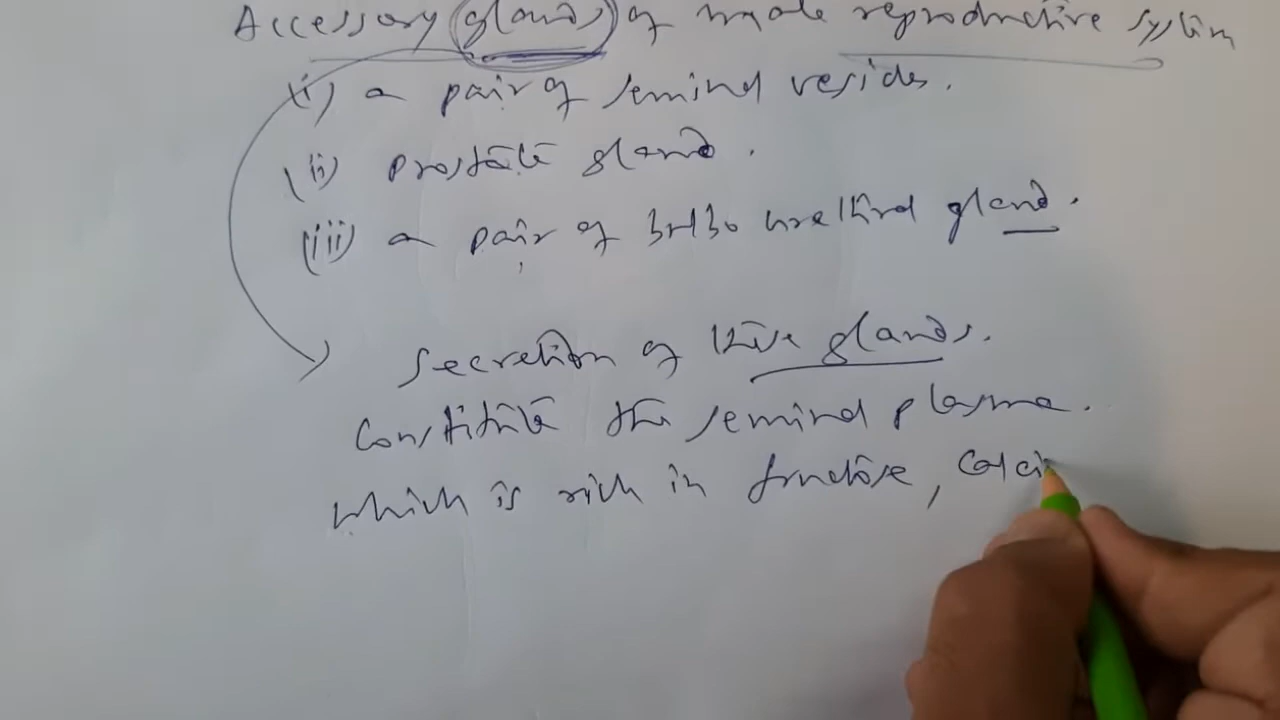 Accessory glands of male reproductive system
(i) a pair of seminal vesicles.
(ii) prostate gland.
(iii) a pair of bulbo urethral gland.
Secretion of these glands.
Constitute the seminal plasma.
which is rich in fructose, calci